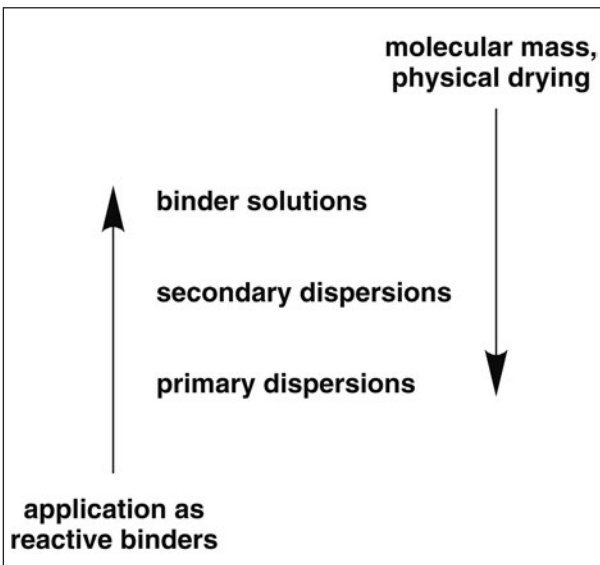 molecular mass,
physical drying
binder solutions
secondary dispersions
primary dispersions
application as
reactive binders